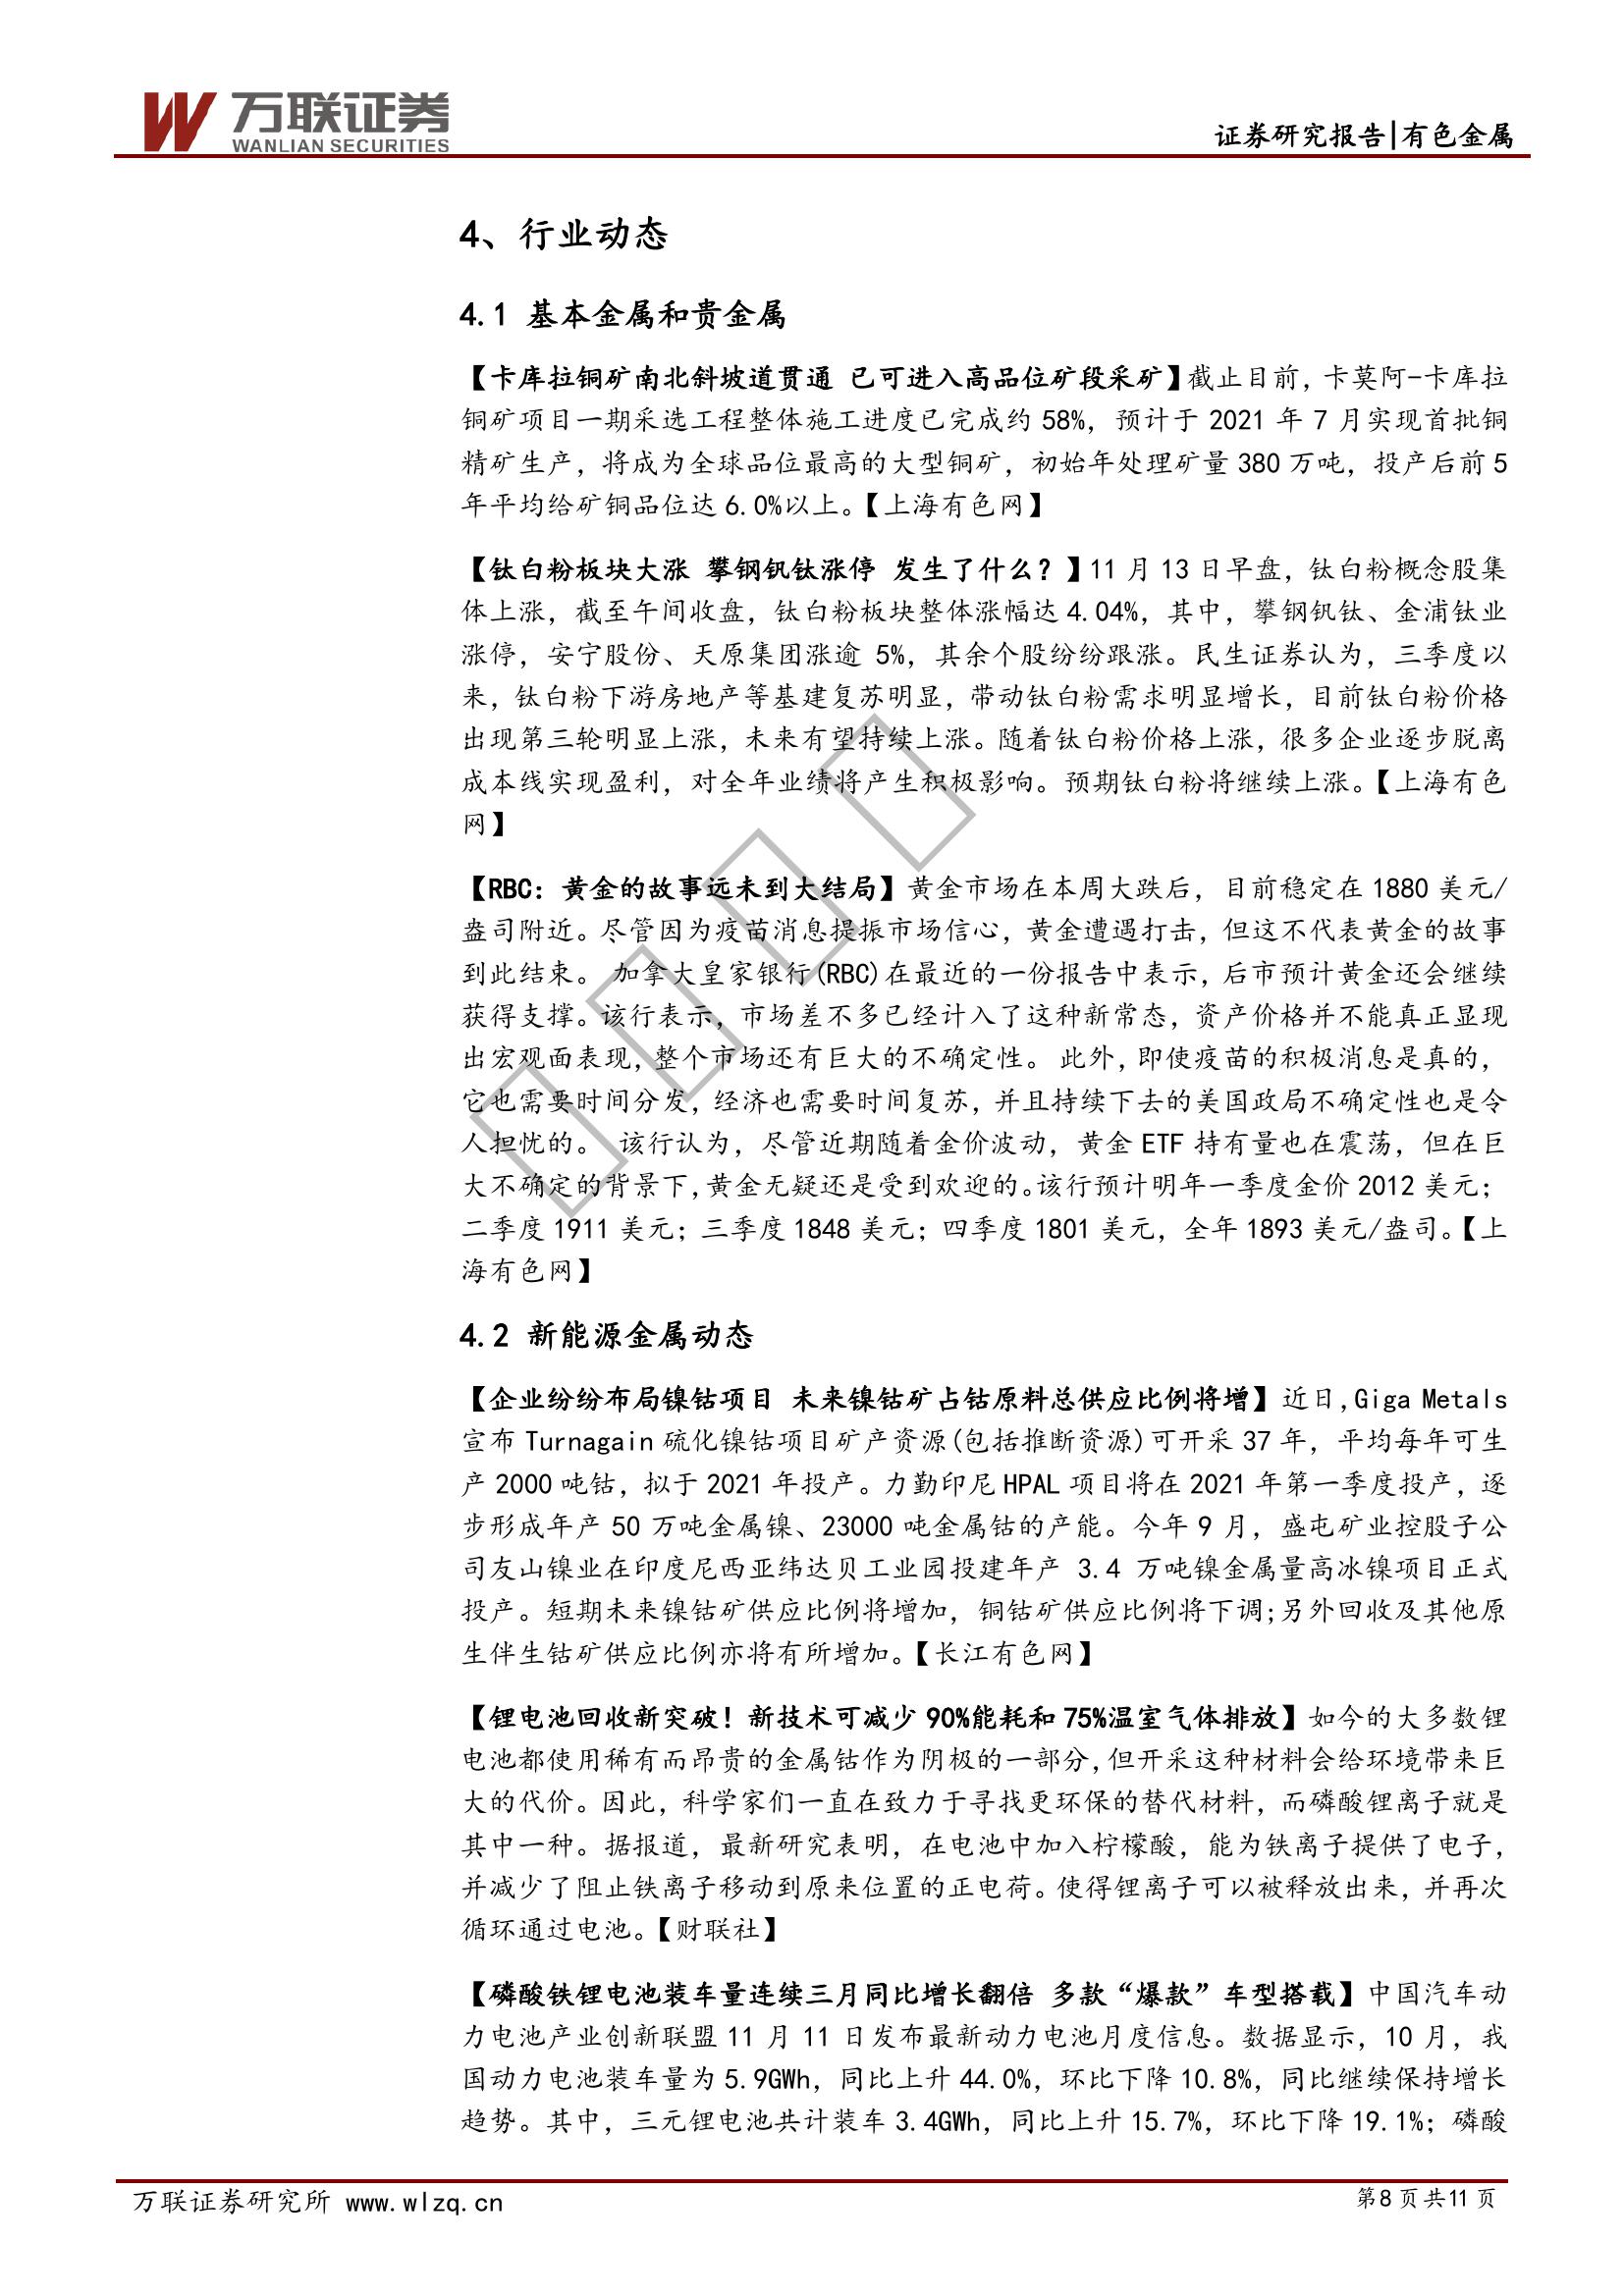 万联证券
WANLIAN SECURITIES
证券研究报告|有色金属
4、行业动态
4.1 基本金属和贵金属
【卡库拉铜矿南北斜坡道贯通 已可进入高品位矿段采矿】截止目前，卡莫阿-卡库拉
铜矿项目一期采选工程整体施工进度已完成约 58%，预计于 2021 年 7 月实现首批铜
精矿生产，将成为全球品位最高的大型铜矿，初始年处理矿量 380 万吨，投产后前 5
年平均给矿铜品位达 6.0%以上。【上海有色网】
【钛白粉板块大涨 攀钢钒钛涨停 发生了什么？】11 月 13 日早盘，钛白粉概念股集
体上涨，截至午间收盘，钛白粉板块整体涨幅达 4.04%，其中，攀钢钒钛、金浦钛业
涨停，安宁股份、天原集团涨逾 5%，其余个股纷纷跟涨。民生证券认为，三季度以
来，钛白粉下游房地产等基建复苏明显，带动钛白粉需求明显增长，目前钛白粉价格
出现第三轮明显上涨，未来有望持续上涨。随着钛白粉价格上涨，很多企业逐步脱离
成本线实现盈利，对全年业绩将产生积极影响。预期钛白粉将继续上涨。【上海有色
网】
【RBC：黄金的故事远未到大结局】黄金市场在本周大跌后，目前稳定在 1880 美元/
盎司附近。尽管因为疫苗消息提振市场信心，黄金遭遇打击，但这不代表黄金的故事
到此结束。 加拿大皇家银行(RBC)在最近的一份报告中表示，后市预计黄金还会继续
获得支撑。该行表示，市场差不多已经计入了这种新常态，资产价格并不能真正显现
出宏观面表现，整个市场还有巨大的不确定性。 此外，即使疫苗的积极消息是真的，
它也需要时间分发，经济也需要时间复苏，并且持续下去的美国政局不确定性也是令
人担忧的。 该行认为，尽管近期随着金价波动，黄金 ETF 持有量也在震荡，但在巨
大不确定的背景下，黄金无疑还是受到欢迎的。该行预计明年一季度金价 2012 美元；
二季度 1911 美元；三季度 1848 美元；四季度 1801 美元，全年 1893 美元/盎司。【上
海有色网】
4.2 新能源金属动态
【企业纷纷布局镍钴项目 未来镍钴矿占钴原料总供应比例将增】近日,Giga Metals
宣布 Turnagain 硫化镍钴项目矿产资源(包括推断资源)可开采 37 年，平均每年可生
产 2000 吨钴，拟于 2021 年投产。力勤印尼 HPAL 项目将在 2021 年第一季度投产，逐
步形成年产 50 万吨金属镍、23000 吨金属钴的产能。今年 9 月，盛屯矿业控股子公
司友山镍业在印度尼西亚纬达贝工业园投建年产 3.4 万吨镍金属量高冰镍项目正式
投产。短期未来镍钴矿供应比例将增加，铜钴矿供应比例将下调;另外回收及其他原
生伴生钴矿供应比例亦将有所增加。【长江有色网】
【锂电池回收新突破！新技术可减少 90%能耗和 75%温室气体排放】如今的大多数锂
电池都使用稀有而昂贵的金属钴作为阴极的一部分,但开采这种材料会给环境带来巨
大的代价。因此，科学家们一直在致力于寻找更环保的替代材料，而磷酸锂离子就是
其中一种。据报道，最新研究表明，在电池中加入柠檬酸，能为铁离子提供了电子，
并减少了阻止铁离子移动到原来位置的正电荷。使得锂离子可以被释放出来，并再次
循环通过电池。【财联社】
【磷酸铁锂电池装车量连续三月同比增长翻倍 多款“爆款”车型搭载】中国汽车动
力电池产业创新联盟 11 月 11 日发布最新动力电池月度信息。数据显示，10 月，我
国动力电池装车量为 5.9GWh，同比上升 44.0%，环比下降 10.8%，同比继续保持增长
趋势。其中，三元锂电池共计装车 3.4GWh，同比上升 15.7%，环比下降 19.1%；磷酸
万联证券研究所 www.wlzq.cn
第8页共11页